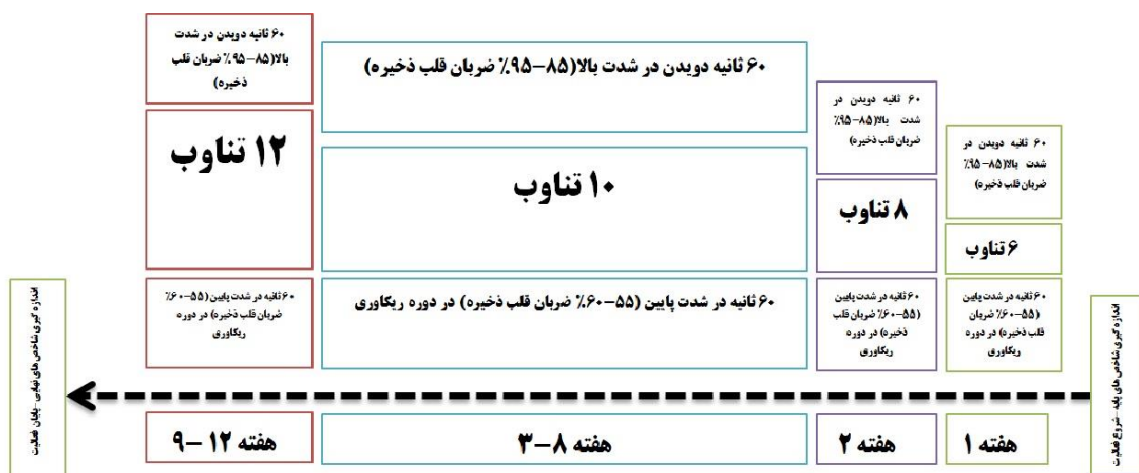 اندازه گیری شاخص های پایه - شروع فعالیت
۶۰ ثانیه دویدن در
شدت بالا(۸۵-۹۵٪
ضربان قلب ذخیره)
۶ تناوب
۶۰ ثانیه در شدت پایین
(۵۵-۶۰٪ ضربان
قلب ذخیره) در دوره
ریکاوری
هفته ۱
۶۰ ثانیه دویدن در
شدت بالا(۸۵-۹۵٪
ضربان قلب ذخیره)
۸ تناوب
۶۰ ثانیه در شدت پایین
(۵۵-۶۰٪ ضربان قلب
ذخیره) در دوره
ریکاوری
هفته ۲
۶۰ ثانیه دویدن در شدت بالا(۸۵-۹۵٪ ضربان قلب ذخیره)
۱۰ تناوب
۶۰ ثانیه در شدت پایین (۵۵-۶۰٪ ضربان قلب ذخیره) در دوره ریکاوری
هفته ۸-۳
۶۰ ثانیه دویدن در شدت
بالا(۸۵-۹۵٪ ضربان قلب
ذخیره)
۱۲ تناوب
۶۰ ثانیه در شدت پایین (۵۵-۶۰٪
ضربان قلب ذخیره) در دوره
ریکاوری
هفته ۱۲-۹
اندازه گیری شاخص های نهایی - پایان فعالیت